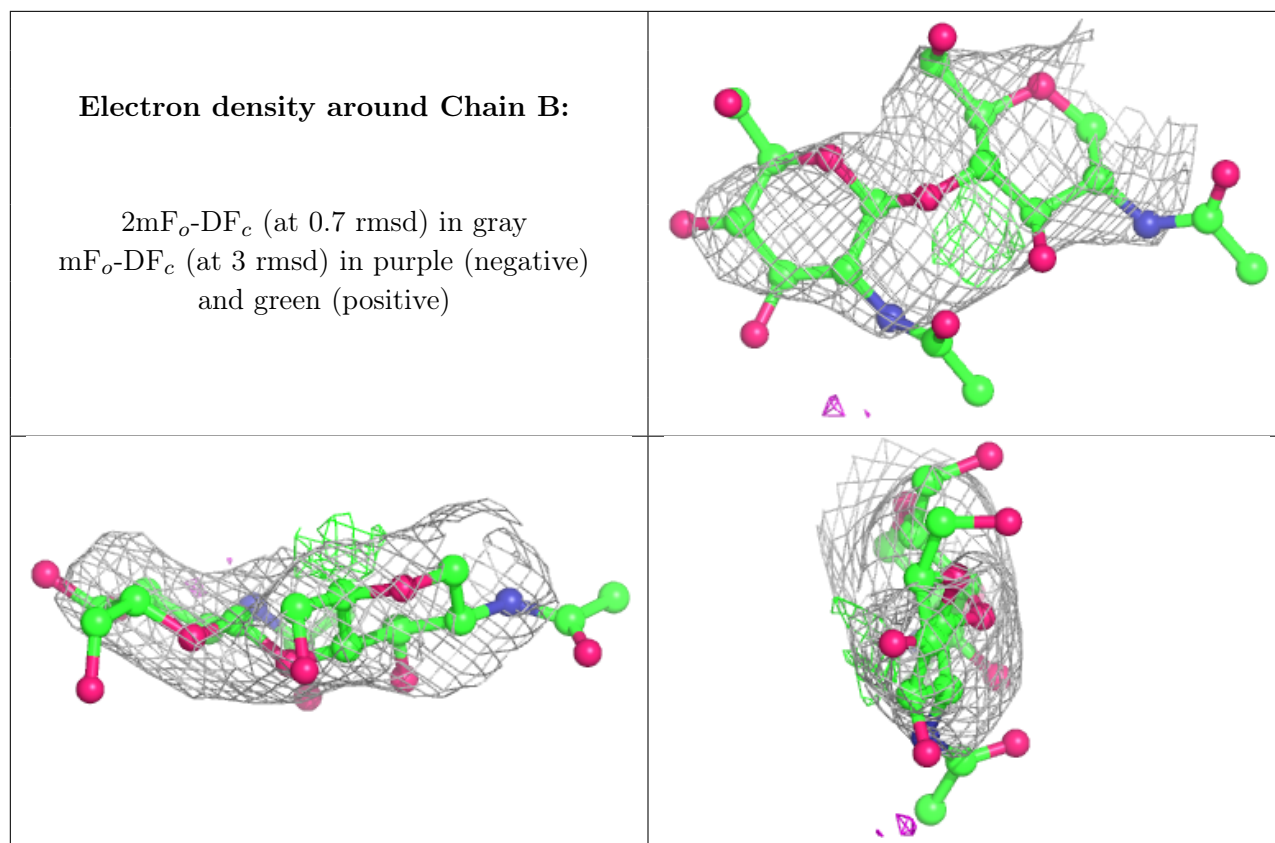 Electron density around Chain B:
2mFo-DFc (at 0.7 rmsd) in gray
mFo-DFc (at 3 rmsd) in purple (negative)
and green (positive)